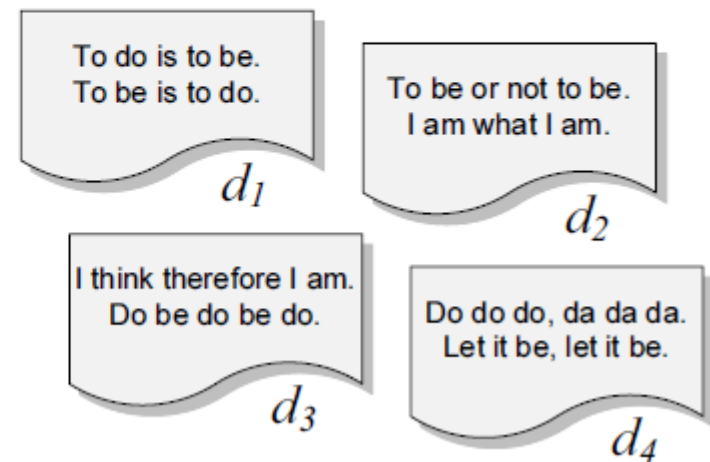 To do is to be.
To be is to do.
d1
To be or not to be.
I am what I am.
d2
I think therefore I am.
Do be do be do.
d3
Do do do, da da da.
Let it be, let it be.
d4